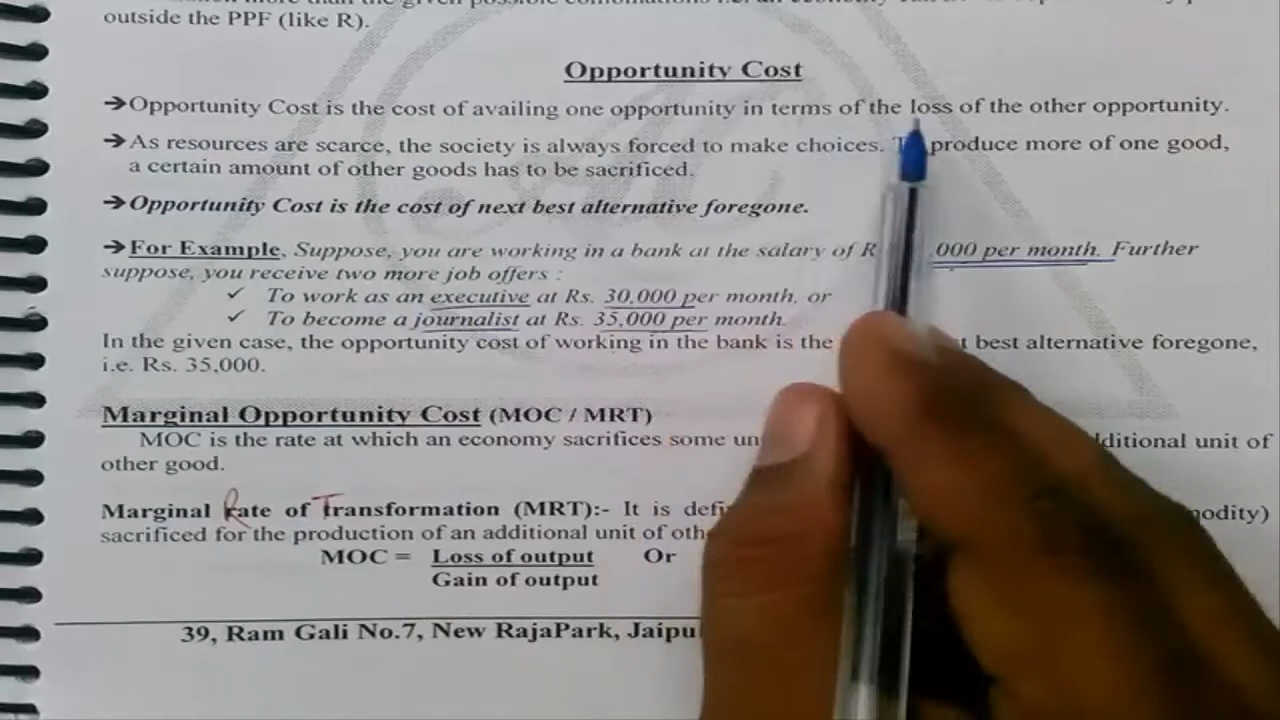 outside the PPF (like R).
Opportunity Cost
➔Opportunity Cost is the cost of availing one opportunity in terms of the loss of the other opportunity.
➔As resources are scarce, the society is always forced to make choices. produce more of one good,
a certain amount of other goods has to be sacrificed.
➔Opportunity Cost is the cost of next best alternative foregone.
➔For Example, Suppose, you are working in a bank at the salary of ,000 per month. Further
suppose, you receive two more job offers :
✓ To work as an executive at Rs. 30,000 per month, or
✓ To become a journalist at Rs. 35,000 per month.
In the given case, the opportunity cost of working in the bank is the best alternative foregone,
i.e. Rs. 35,000.
Marginal Opportunity Cost (MOC / MRT)
MOC is the rate at which an economy sacrifices some unit of
other good.
Marginal Rate of Transformation (MRT):- It is
sacrificed for the production of an additional unit of
MOC = Loss of output Or
Gain of output
39, Ram Gali No.7, New RajaPark,